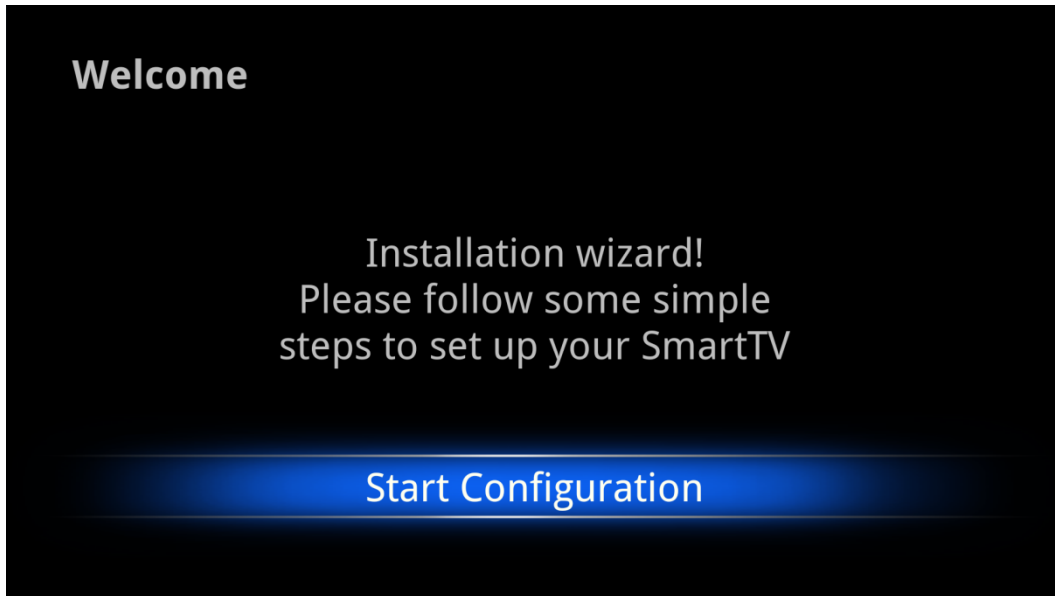 Welcome
Installation wizard!
Please follow some simple
steps to set up your SmartTV
Start Configuration